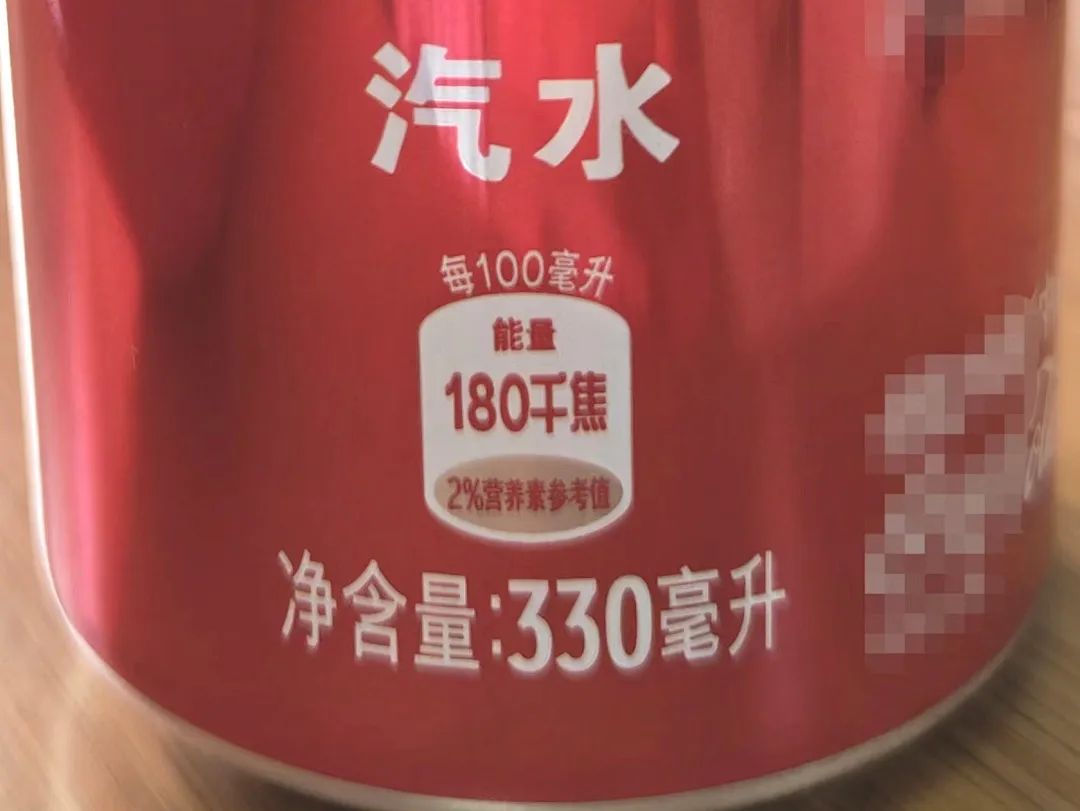 汽水
每100毫升
能量
180千焦
2%营养素参考值
净含量:330毫升